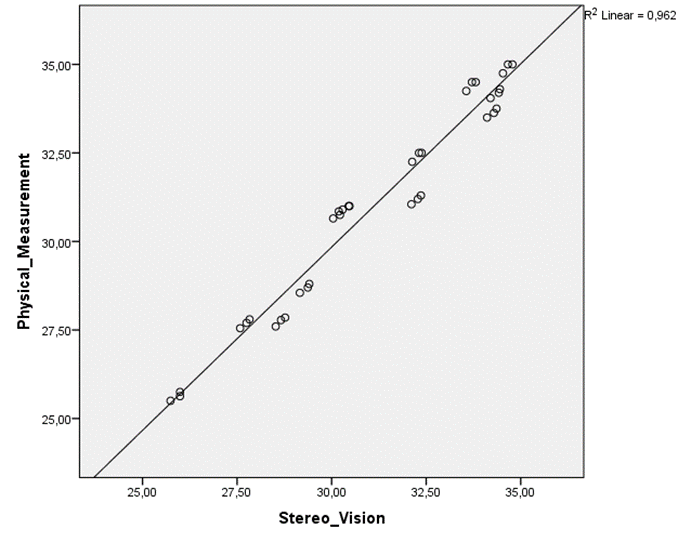 R² Linear = 0,962
35,00
32,50
30,00
27,50
25,00
Physical_Measurement
25,00 27,50 30,00 32,50 35,00
Stereo_Vision